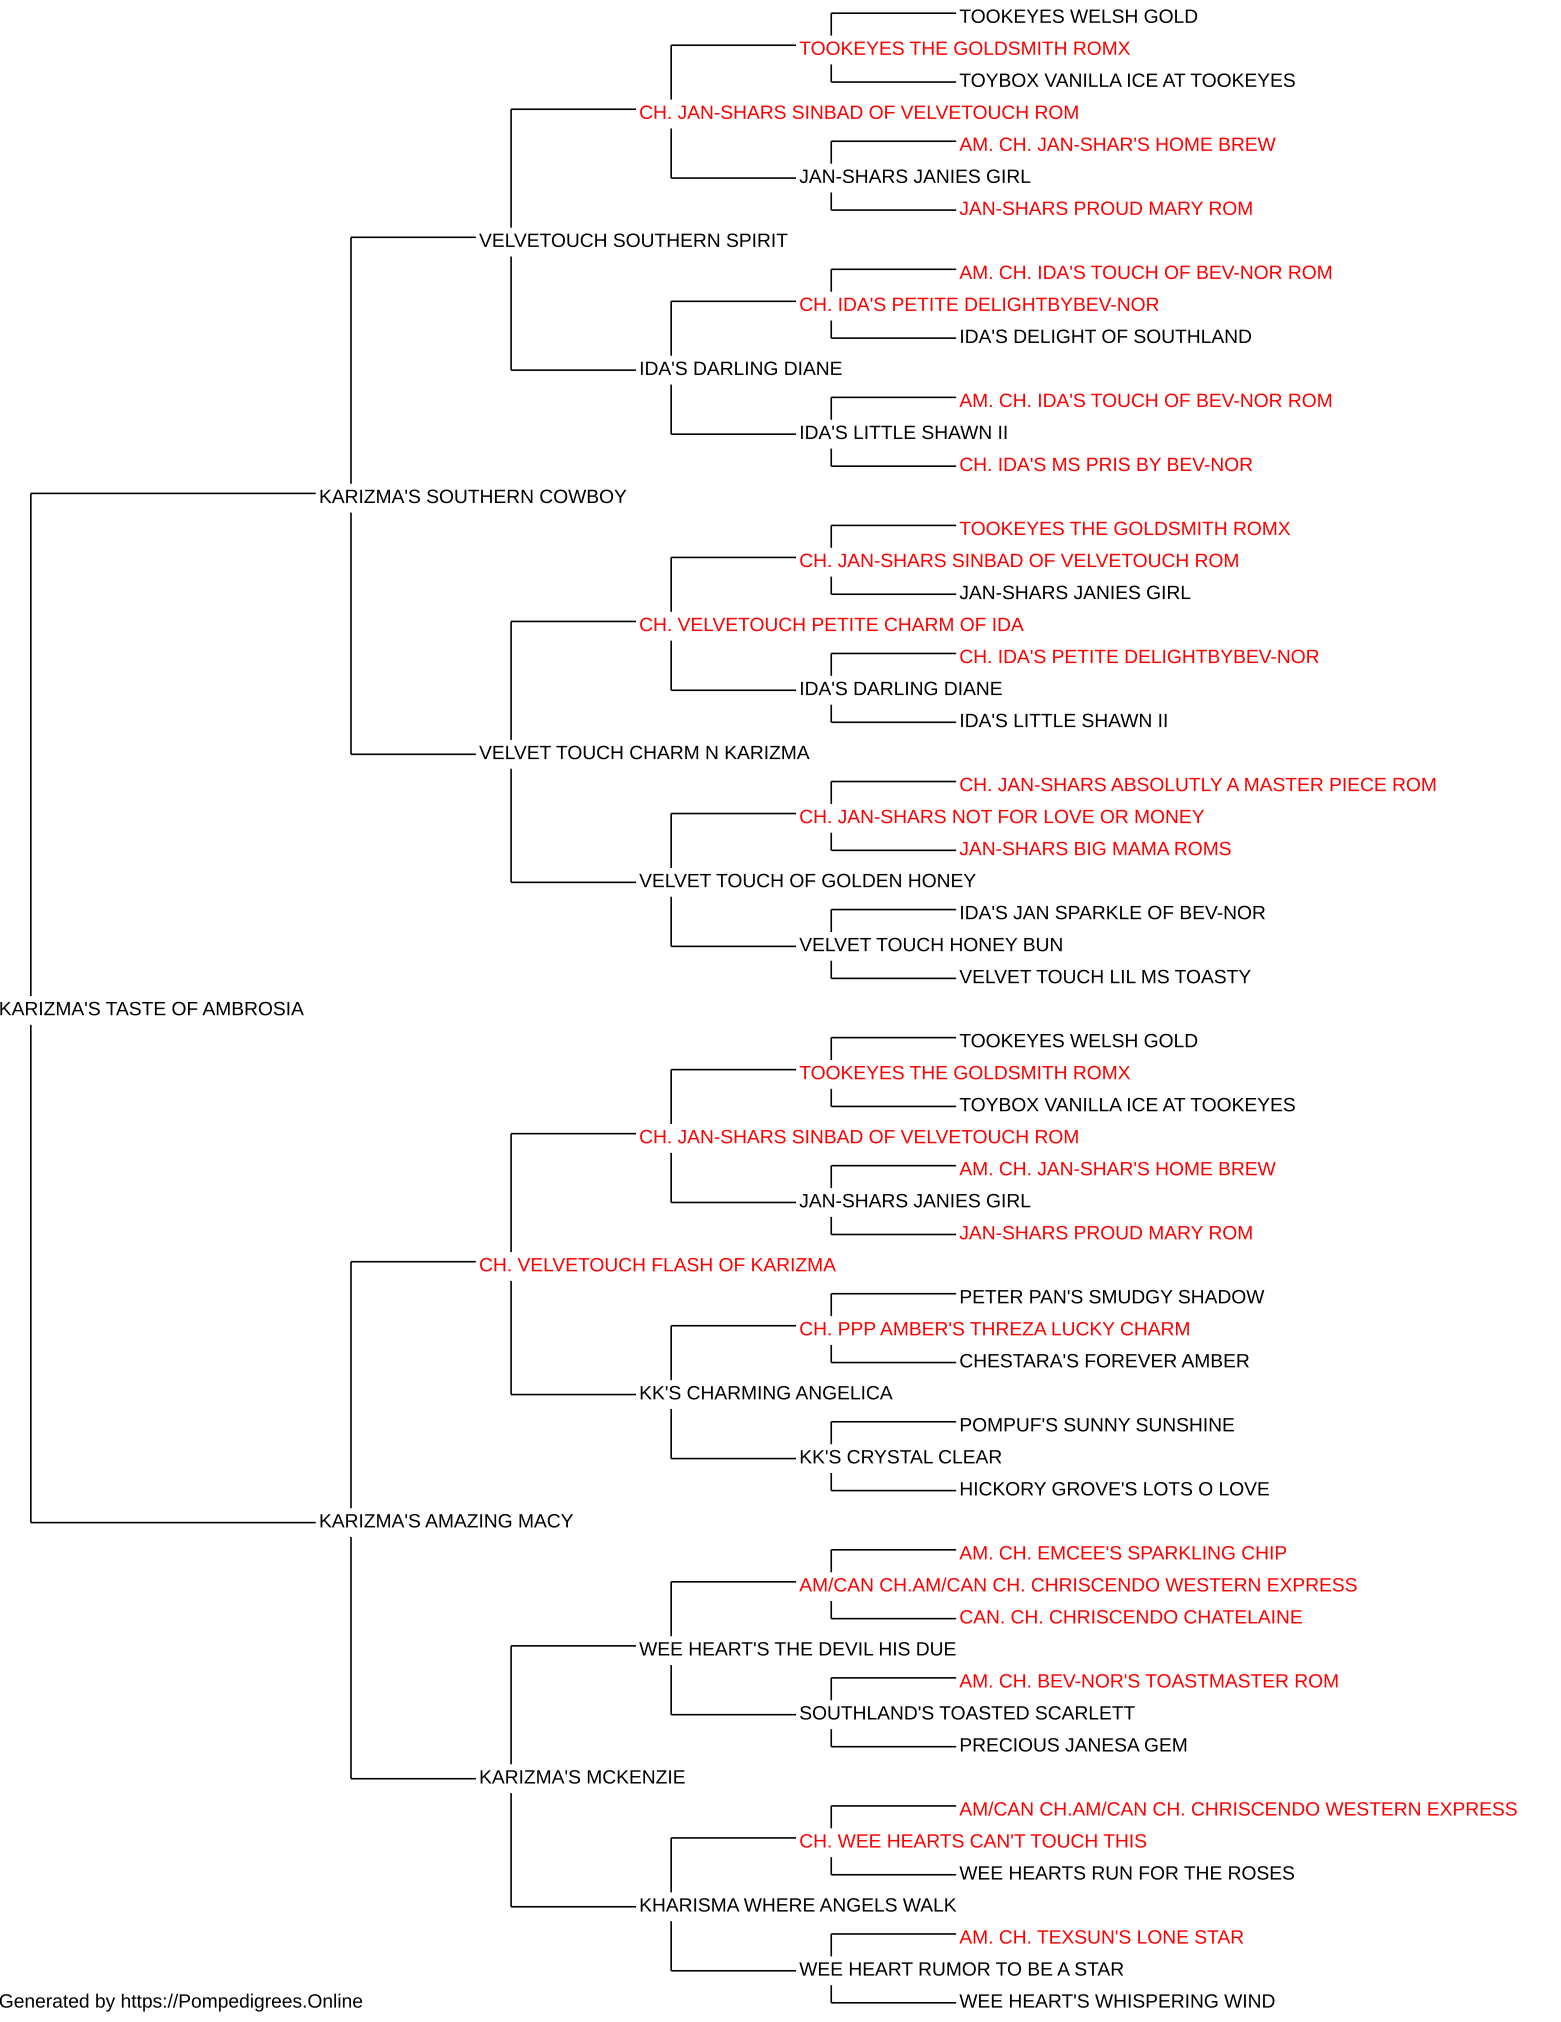 TOOKEYES WELSH GOLD
TOOKEYES THE GOLDSMITH ROMX
TOYBOX VANILLA ICE AT TOOKEYES
CH. JAN-SHARS SINBAD OF VELVETOUCH ROM
AM. CH. JAN-SHAR'S HOME BREW
JAN-SHARS JANIES GIRL
JAN-SHARS PROUD MARY ROM
VELVETOUCH SOUTHERN SPIRIT
AM. CH. IDA'S TOUCH OF BEV-NOR ROM
CH. IDA'S PETITE DELIGHTBYBEV-NOR
IDA'S DELIGHT OF SOUTHLAND
IDA'S DARLING DIANE
AM. CH. IDA'S TOUCH OF BEV-NOR ROM
IDA'S LITTLE SHAWN II
CH. IDA'S MS PRIS BY BEV-NOR
KARIZMA'S SOUTHERN COWBOY
TOOKEYES THE GOLDSMITH ROMX
CH. JAN-SHARS SINBAD OF VELVETOUCH ROM
JAN-SHARS JANIES GIRL
CH. VELVETOUCH PETITE CHARM OF IDA
CH. IDA'S PETITE DELIGHTBYBEV-NOR
IDA'S DARLING DIANE
IDA'S LITTLE SHAWN II
VELVET TOUCH CHARM N KARIZMA
CH. JAN-SHARS ABSOLUTLY A MASTER PIECE ROM
CH. JAN-SHARS NOT FOR LOVE OR MONEY
JAN-SHARS BIG MAMA ROMS
VELVET TOUCH OF GOLDEN HONEY
IDA'S JAN SPARKLE OF BEV-NOR
VELVET TOUCH HONEY BUN
VELVET TOUCH LIL MS TOASTY
KARIZMA'S TASTE OF AMBROSIA
TOOKEYES WELSH GOLD
TOOKEYES THE GOLDSMITH ROMX
TOYBOX VANILLA ICE AT TOOKEYES
CH. JAN-SHARS SINBAD OF VELVETOUCH ROM
AM. CH. JAN-SHAR'S HOME BREW
JAN-SHARS JANIES GIRL
JAN-SHARS PROUD MARY ROM
CH. VELVETOUCH FLASH OF KARIZMA
PETER PAN'S SMUDGY SHADOW
CH. PPP AMBER'S THREZA LUCKY CHARM
CHESTARA'S FOREVER AMBER
KK'S CHARMING ANGELICA
POMPUF'S SUNNY SUNSHINE
KK'S CRYSTAL CLEAR
HICKORY GROVE'S LOTS O LOVE
KARIZMA'S AMAZING MACY
AM. CH. EMCEE'S SPARKLING CHIP
AM/CAN CH.AM/CAN CH. CHRISCENDO WESTERN EXPRESS
CAN. CH. CHRISCENDO CHATELAINE
WEE HEART'S THE DEVIL HIS DUE
AM. CH. BEV-NOR'S TOASTMASTER ROM
SOUTHLAND'S TOASTED SCARLETT
PRECIOUS JANESA GEM
KARIZMA'S MCKENZIE
AM/CAN CH.AM/CAN CH. CHRISCENDO WESTERN EXPRESS
CH. WEE HEARTS CAN'T TOUCH THIS
WEE HEARTS RUN FOR THE ROSES
KHARISMA WHERE ANGELS WALK
AM. CH. TEXSUN'S LONE STAR
WEE HEART RUMOR TO BE A STAR
WEE HEART'S WHISPERING WIND
Generated by https://Pompedigrees.Online